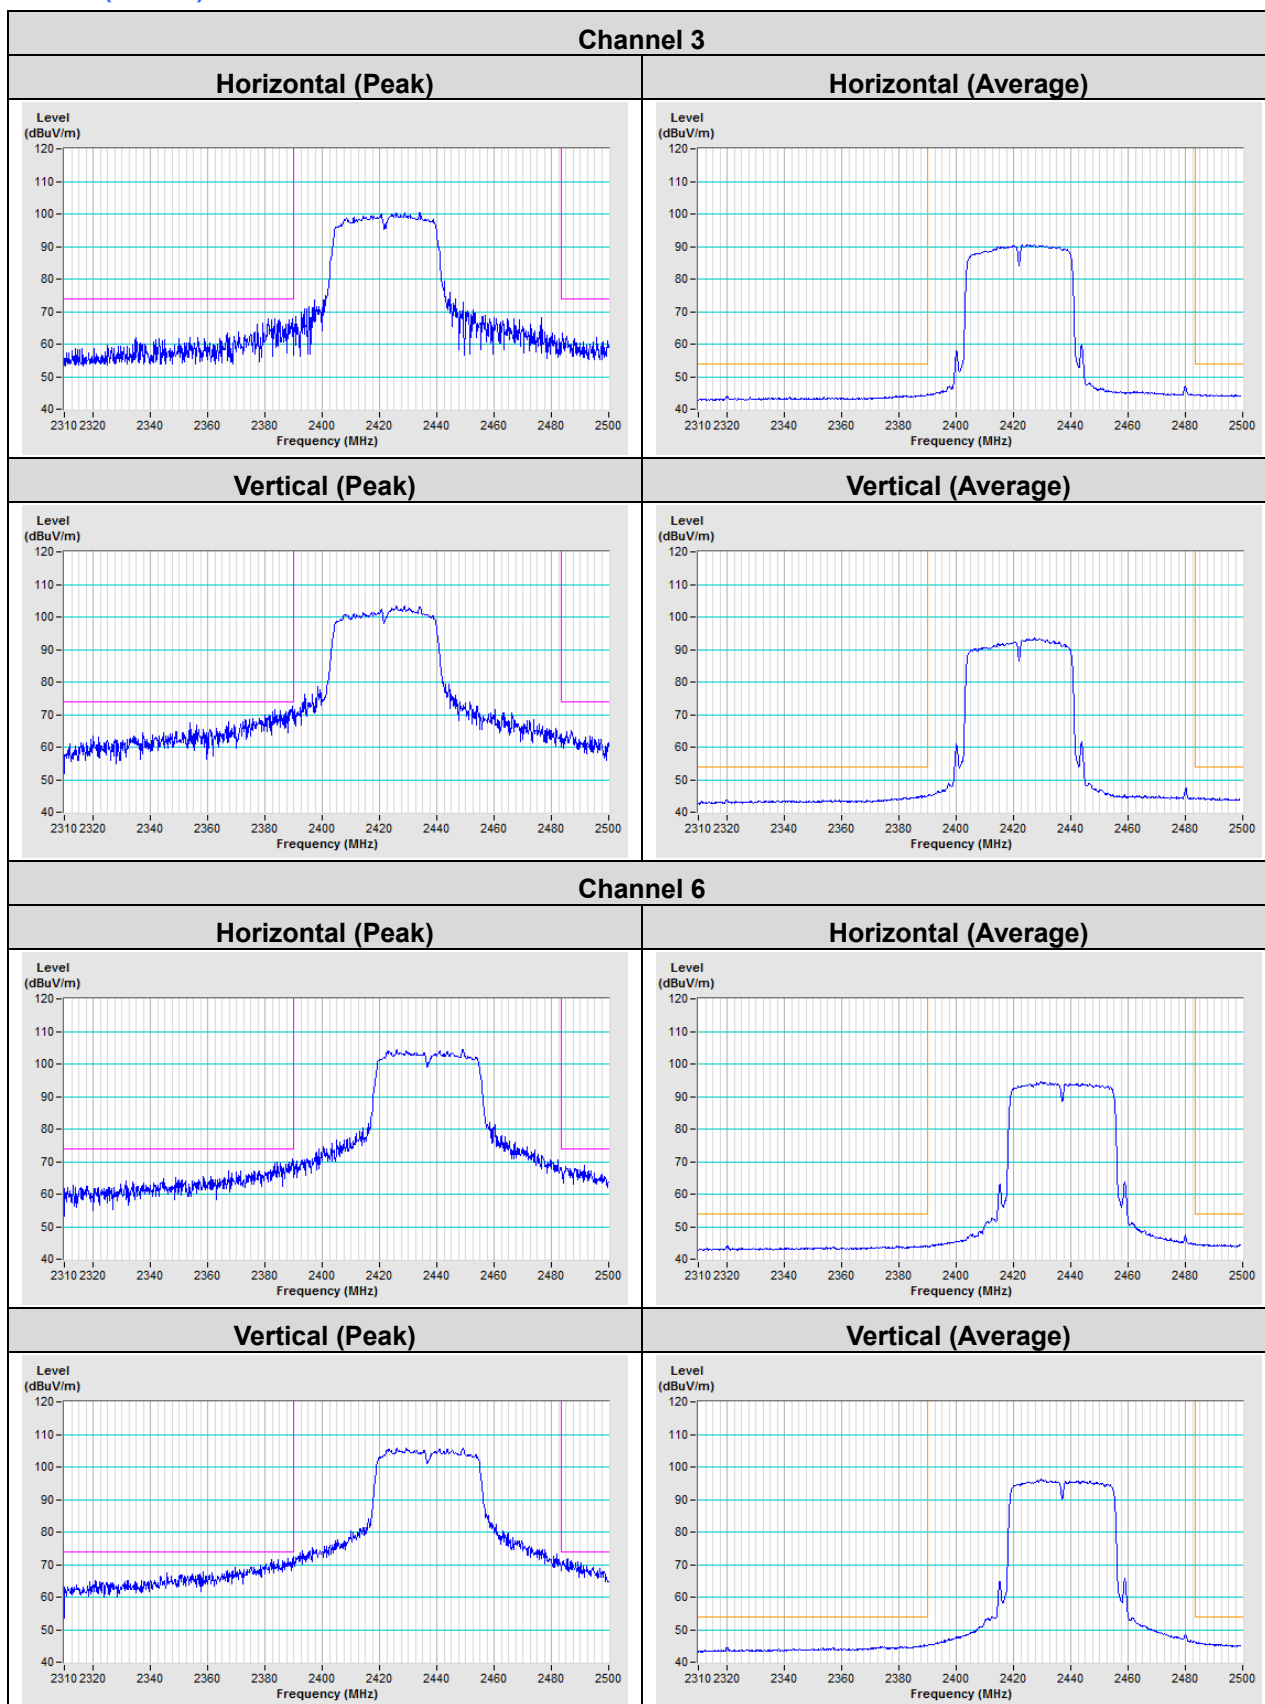 Channel 3
Horizontal (Peak) Horizontal (Average)
Level Level
(dBuV/m) (dBuV/m)
120 120
110 110
100 100
90 90
80 80
70 70
60 60
50 50
40 40
2310 2320 2340 2360 2380 2400 2420 2440 2460 2480 2500 2310 2320 2340 2360 2380 2400 2420 2440 2460 2480 2500
Frequency (MHz) Frequency (MHz)
Vertical (Peak) Vertical (Average)
Level Level
(dBuV/m) (dBuV/m)
120 120
110 110
100 100
90 90
80 80
70 70
60 60
50 50
40 40
2310 2320 2340 2360 2380 2400 2420 2440 2460 2480 2500 2310 2320 2340 2360 2380 2400 2420 2440 2460 2480 2500
Frequency (MHz) Frequency (MHz)
Channel 6
Horizontal (Peak) Horizontal (Average)
Level Level
(dBuV/m) (dBuV/m)
120 120
110 110
100 100
90 90
80 80
70 70
60 60
50 50
40 40
2310 2320 2340 2360 2380 2400 2420 2440 2460 2480 2500 2310 2320 2340 2360 2380 2400 2420 2440 2460 2480 2500
Frequency (MHz) Frequency (MHz)
Vertical (Peak) Vertical (Average)
Level Level
(dBuV/m) (dBuV/m)
120 120
110 110
100 100
90 90
80 80
70 70
60 60
50 50
40 40
2310 2320 2340 2360 2380 2400 2420 2440 2460 2480 2500 2310 2320 2340 2360 2380 2400 2420 2440 2460 2480 2500
Frequency (MHz) Frequency (MHz)